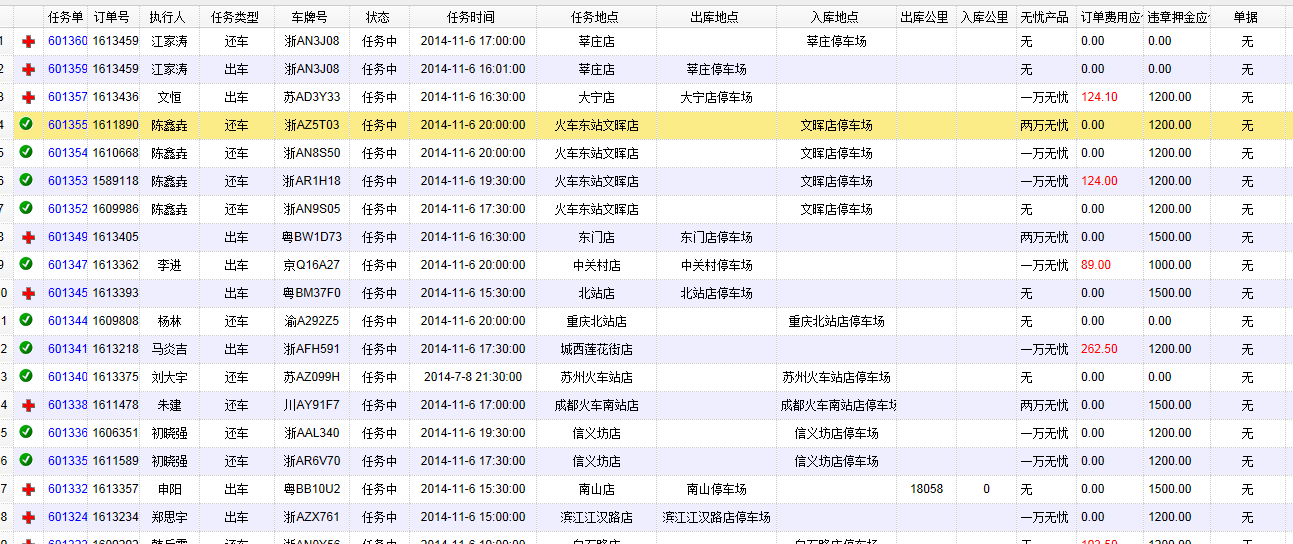 任务单 订单号 执行人 任务类型 车牌号 状态 任务时间 任务地点 出库地点 入库地点 出库公里 入库公里 无忧产品 订单费用应 违章押金应 单据
1 601360 1613459 江家涛 还车 浙AN3J08 任务中 2014-11-6 17:00:00 莘庄店 莘庄停车场 无 0.00 0.00 无
2 601359 1613459 江家涛 出车 浙AN3J08 任务中 2014-11-6 16:01:00 莘庄店 莘庄停车场 无 0.00 0.00 无
3 601357 1613436 文恒 出车 苏AD3Y33 任务中 2014-11-6 16:30:00 大宁店 大宁店停车场 一万无忧 124.10 1200.00 无
4 601355 1611890 陈鑫垚 还车 浙AZ5T03 任务中 2014-11-6 20:00:00 火车东站文晖店 文晖店停车场 两万无忧 0.00 1200.00 无
5 601354 1610668 陈鑫垚 还车 浙AN8S50 任务中 2014-11-6 20:00:00 火车东站文晖店 文晖店停车场 一万无忧 0.00 1200.00 无
6 601353 1589118 陈鑫垚 还车 浙AR1H18 任务中 2014-11-6 19:30:00 火车东站文晖店 文晖店停车场 一万无忧 124.00 1200.00 无
7 601352 1609986 陈鑫垚 还车 浙AN9S05 任务中 2014-11-6 17:30:00 火车东站文晖店 文晖店停车场 无 0.00 1200.00 无
8 601349 1613405 出车 粤BW1D73 任务中 2014-11-6 16:30:00 东门店 东门店停车场 两万无忧 0.00 1500.00 无
9 601347 1613362 李进 出车 京Q16A27 任务中 2014-11-6 20:00:00 中关村店 中关村停车场 一万无忧 89.00 1000.00 无
0 601345 1613393 出车 粤BM37F0 任务中 2014-11-6 15:30:00 北站店 北站店停车场 无 0.00 1500.00 无
1 601344 1609808 杨林 还车 渝A292Z5 任务中 2014-11-6 20:00:00 重庆北站店 重庆北站店停车场 无 0.00 0.00 无
2 601341 1613218 马炎吉 出车 浙AFH591 任务中 2014-11-6 17:30:00 城西莲花街店 一万无忧 262.50 1200.00 无
3 601340 1613375 刘大宇 还车 苏AZ099H 任务中 2014-7-8 21:30:00 苏州火车站店 苏州火车站店停车场 无 0.00 0.00 无
4 601338 1611478 朱建 还车 川AY91F7 任务中 2014-11-6 17:00:00 成都火车南站店 成都火车南站店停车场 两万无忧 0.00 1500.00 无
5 601336 1606351 初晓强 还车 浙AAL340 任务中 2014-11-6 19:30:00 信义坊店 信义坊店停车场 一万无忧 0.00 1200.00 无
6 601335 1611589 初晓强 还车 浙AR6V70 任务中 2014-11-6 17:30:00 信义坊店 信义坊店停车场 一万无忧 0.00 1200.00 无
7 601332 1613357 申阳 出车 粤BB10U2 任务中 2014-11-6 15:30:00 南山店 南山停车场 18058 0 无 0.00 1500.00 无
8 601324 1613234 郑思宇 出车 浙AZX761 任务中 2014-11-6 15:00:00 滨江江汉路店 滨江江汉路店停车场 一万无忧 0.00 1200.00 无